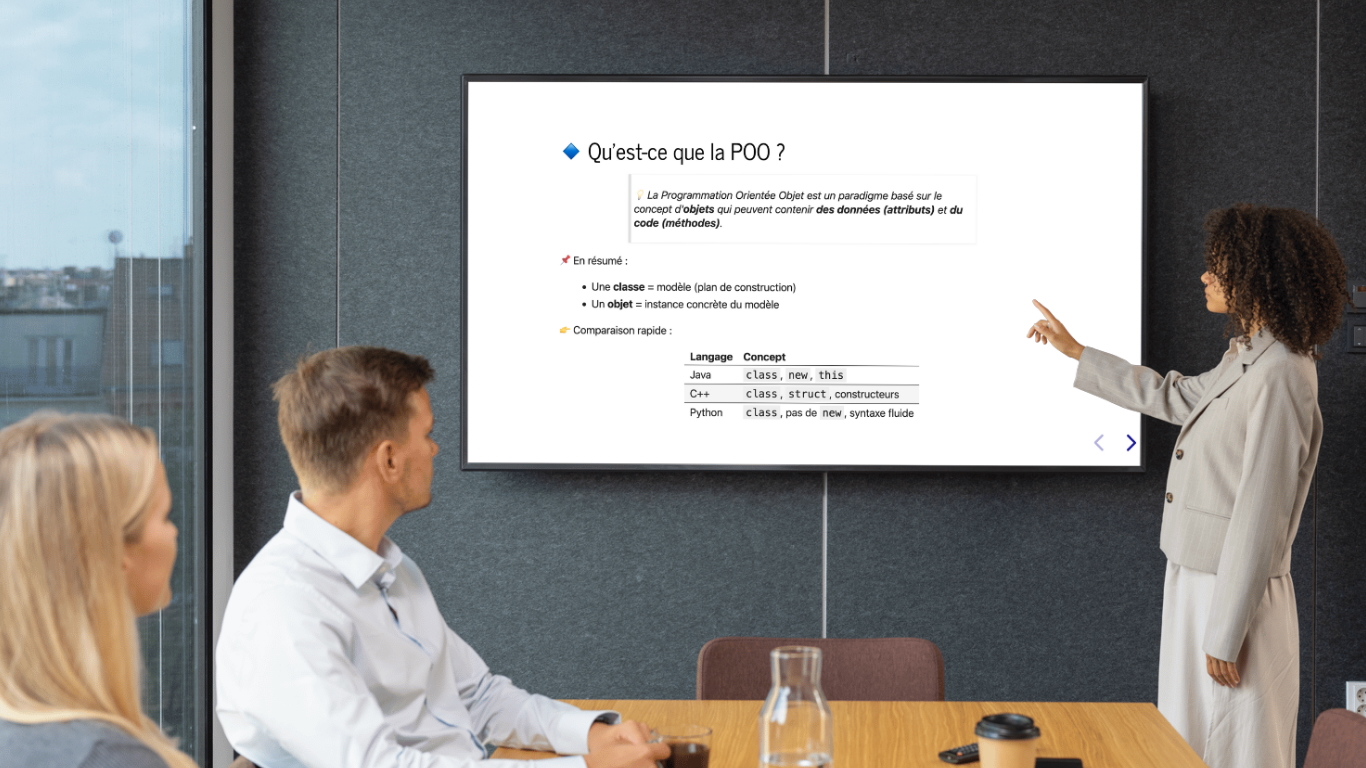 🔷 Qu'est-ce que la POO ?
💡 La Programmation Orientée Objet est un paradigme basé sur le
concept d'objets qui peuvent contenir des données (attributs) et du
code (méthodes).
📌 En résumé :
• Une classe = modèle (plan de construction)
• Un objet = instance concrète du modèle
👉 Comparaison rapide :
Langage Concept
Java class, new, this
C++ class, struct, constructeurs
Python class, pas de new, syntaxe fluide